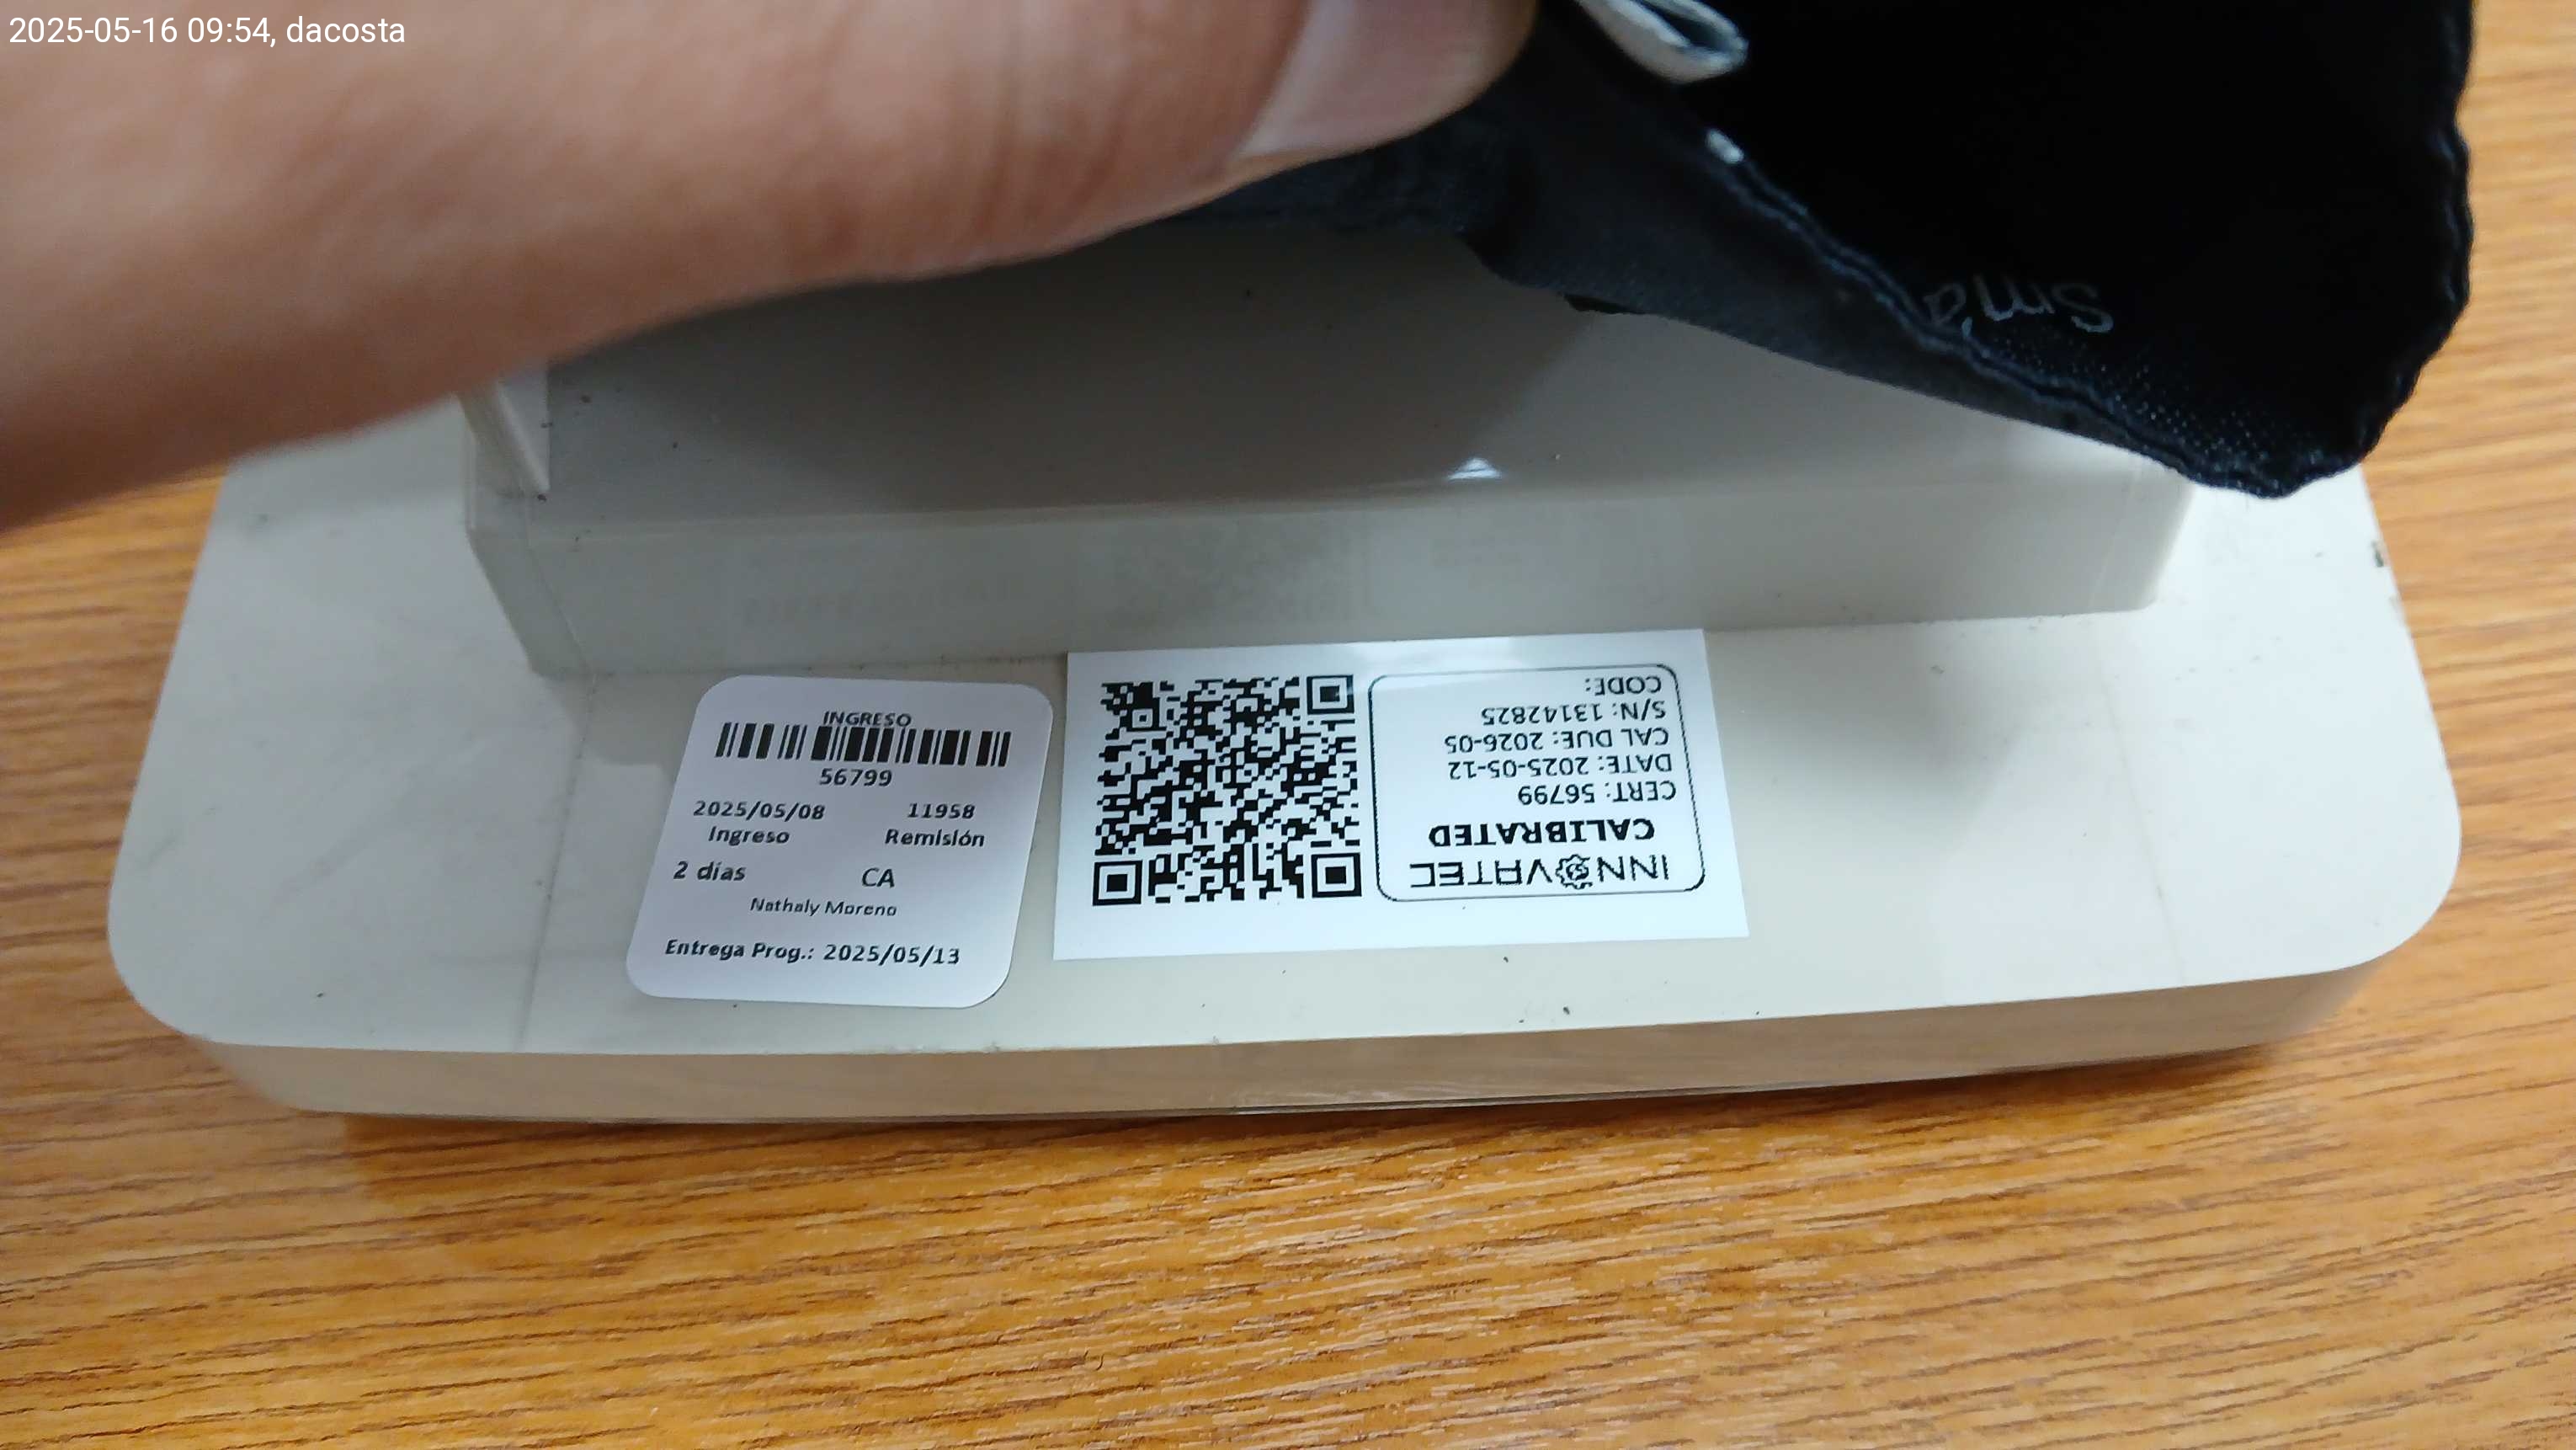 2025-05-16 09:54, dacosta
Sma
INGRESO
56799
2025/05/08 11958
Ingreso Remisión
2 días CA
Nathaly Moreno
Entrega Prog.: 2025/05/13
INNOVATEC
CALIBRATED
CERT: 56799
DATE: 2025-05-12
CAL DUE: 2026-05
S/N: 13142825
CODE: